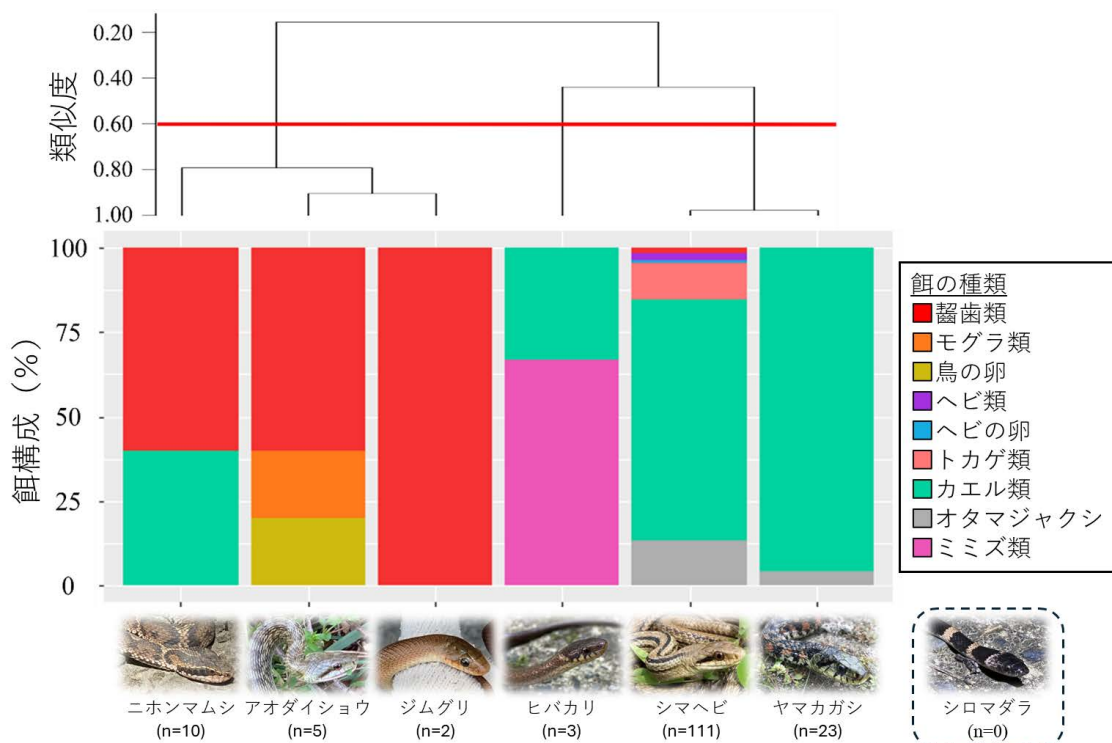 類似度
0.20
0.40
0.60
0.80
1.00
餌構成（%）
100
75
50
25
0
餌の種類
齧歯類
モグラ類
鳥の卵
ヘビ類
ヘビの卵
トカゲ類
カエル類
オタマジャクシ
ミミズ類
ニホンマムシ
(n=10)
アオダイショウ
(n=5)
ジムグリ
(n=2)
ヒバカリ
(n=3)
シマヘビ
(n=111)
ヤマカガシ
(n=23)
シロマダラ
(n=0)